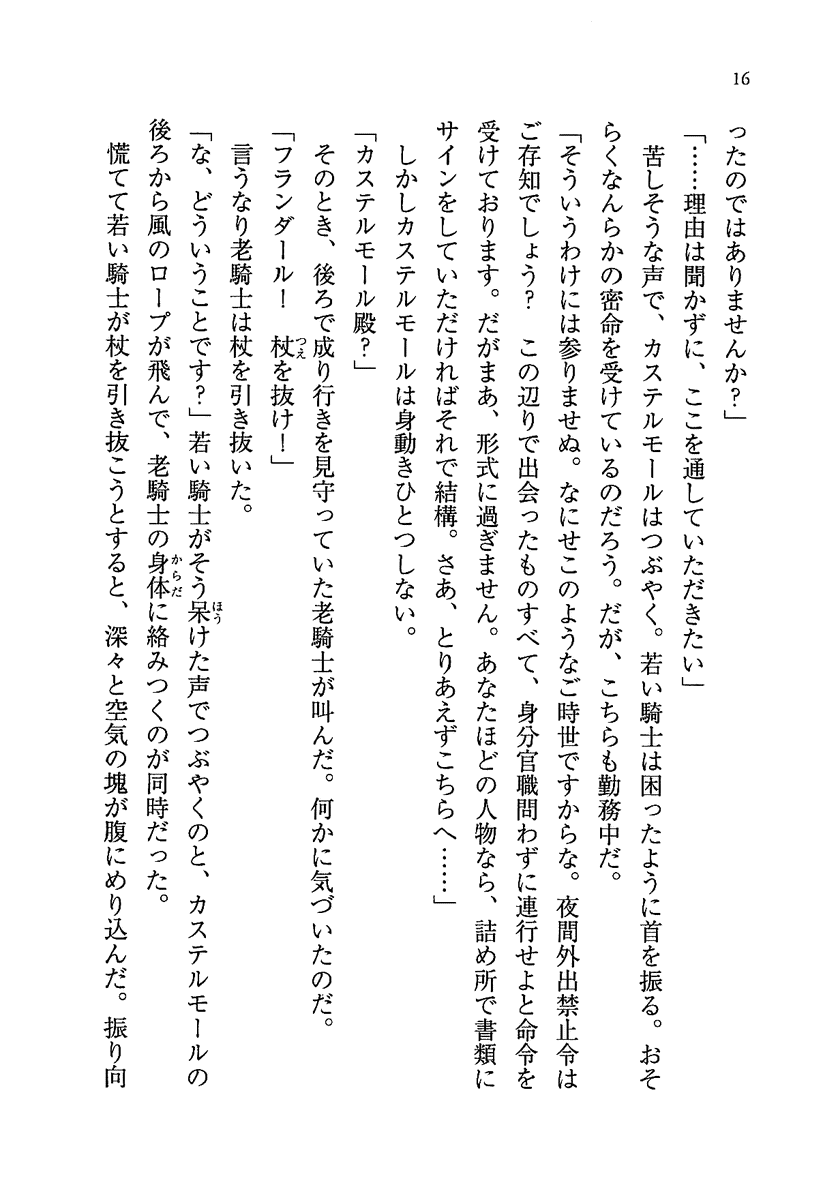 16
ったのではありませんか？」
「……理由は聞かずに、ここを通していただきたい」
苦しそうな声で、カステルモールはつぶやく。若い騎士は困ったように首を振る。おそ
らくなんらかの密命を受けているのだろう。だが、こちらも勤務中だ。
「そういうわけには参りませぬ。なにせこのようなご時世ですからな。夜間外出禁止令は
ご存知でしょう？　この辺りで出会ったものすべて、身分官職問わずに連行せよと命令を
受けております。だがまあ、形式に過ぎません。あなたほどの人物なら、詰め所で書類に
サインをしていただければそれで結構。さあ、とりあえずこちらへ……」
しかしカステルモールは身動きひとつしない。
「カステルモール殿？」
そのとき、後ろで成り行きを見守っていた老騎士が叫んだ。何かに気づいたのだ。
「フランダール！　杖を抜け！」
つえ
言うなり老騎士は杖を引き抜いた。
「な、どういうことです？」若い騎士がそう呆けた声でつぶやくのと、カステルモールの
ほう
後ろから風のロープが飛んで、老騎士の身体に絡みつくのが同時だった。
からだ
慌てて若い騎士が杖を引き抜こうとすると、深々と空気の塊が腹にめり込んだ。振り向